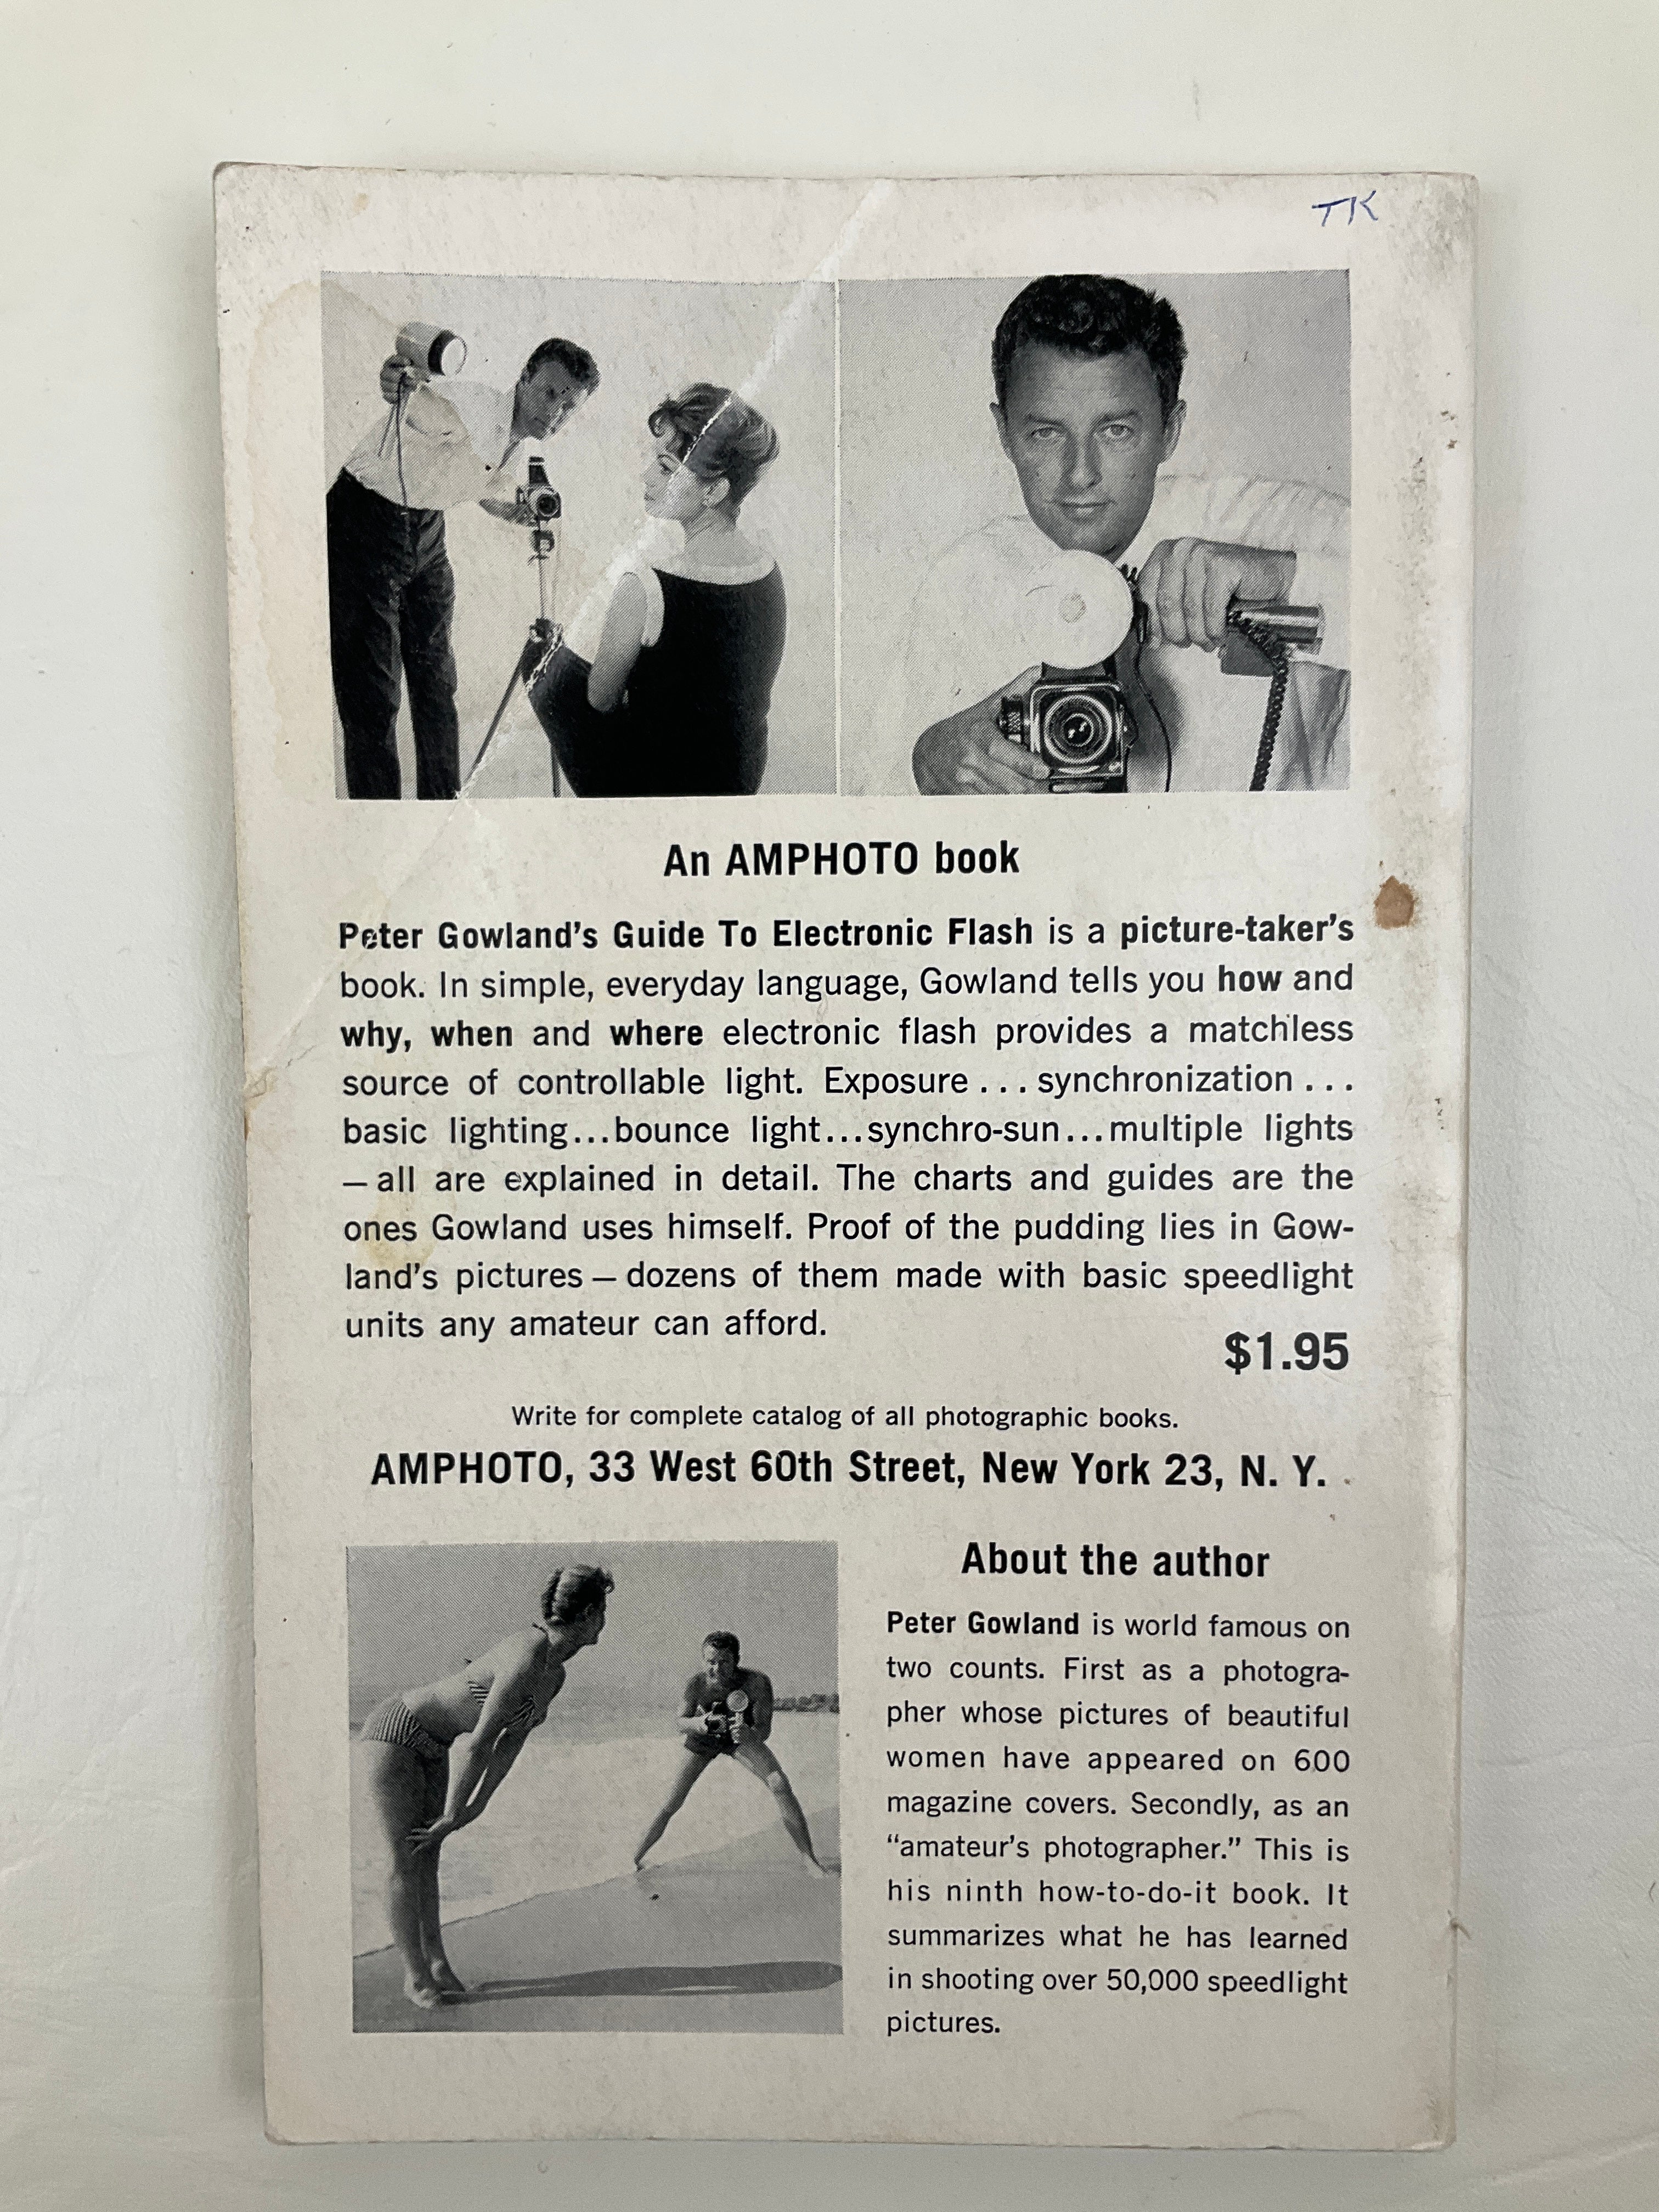 TK
An AMPHOTO book
Peter Gowland's Guide To Electronic Flash is a picture-taker's
book. In simple, everyday language, Gowland tells you how and
why, when and where electronic flash provides a matchless
source of controllable light. Exposure . . . synchronization . . .
basic lighting...bounce light...synchro-sun...multiple lights
— all are explained in detail. The charts and guides are the
ones Gowland uses himself. Proof of the pudding lies in Gow-
land's pictures — dozens of them made with basic speedlight
units any amateur can afford.
$1.95
Write for complete catalog of all photographic books.
AMPHOTO, 33 West 60th Street, New York 23, N. Y.
About the author
Peter Gowland is world famous on
two counts. First as a photogra-
pher whose pictures of beautiful
women have appeared on 600
magazine covers. Secondly, as an
“amateur's photographer.” This is
his ninth how-to-do-it book. It
summarizes what he has learned
in shooting over 50,000 speedlight
pictures.